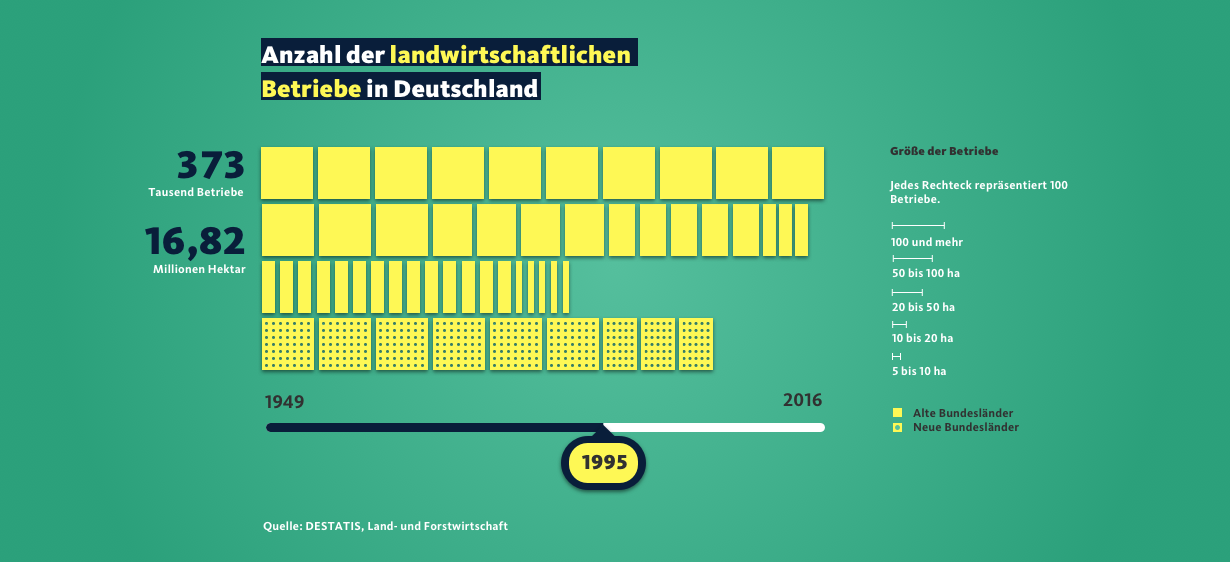 Anzahl der landwirtschaftlichen
Betriebe in Deutschland
373
Tausend Betriebe
16,82
Millionen Hektar
Größe der Betriebe
Jedes Rechteck repräsentiert 100
Betriebe.
100 und mehr
50 bis 100 ha
20 bis 50 ha
10 bis 20 ha
5 bis 10 ha
Alte Bundesländer
Neue Bundesländer
1949
2016
1995
Quelle: DESTATIS, Land- und Forstwirtschaft